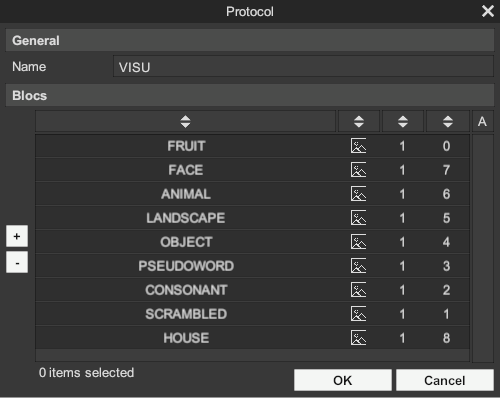 Protocol
General
Name VISU
Blocs
A
FRUIT 1 0
FACE 1 7
ANIMAL 1 6
LANDSCAPE 1 5
OBJECT 1 4
PSEUDOWORD 1 3
CONSONANT 1 2
SCRAMBLED 1 1
HOUSE 1 8
+
-
0 items selected
OK Cancel